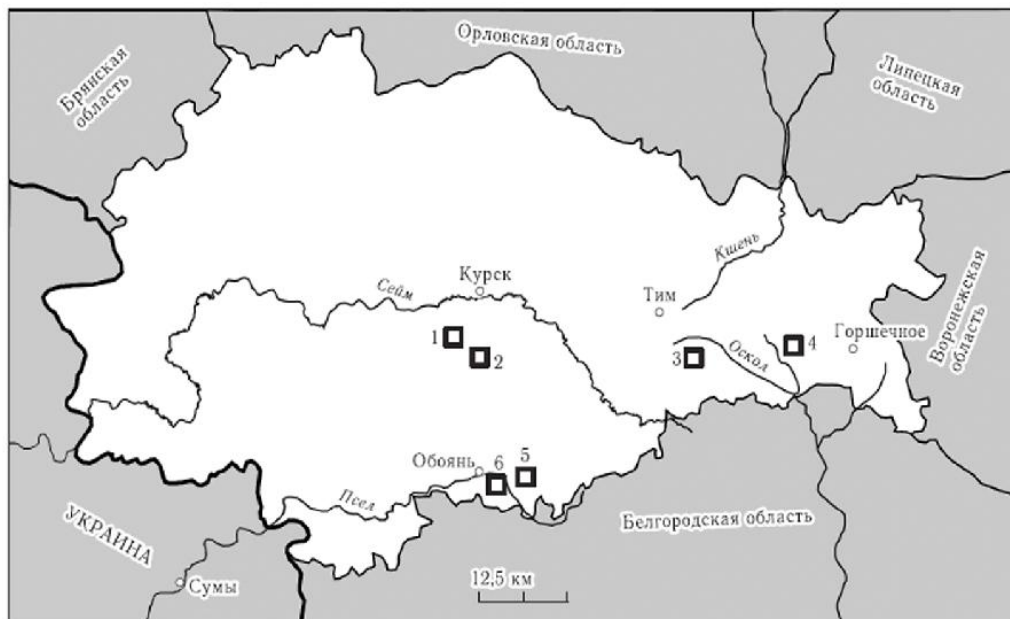 Орловская область
Брянская
область
Липецкая
область
Кшень
Курск
Сейм
Тим
Воронежская
область
1
2
3
Оскол
4
Горшечное
Обоянь
6
5
Псел
Белгородская область
УКРАИНА
Сумы
12,5 км